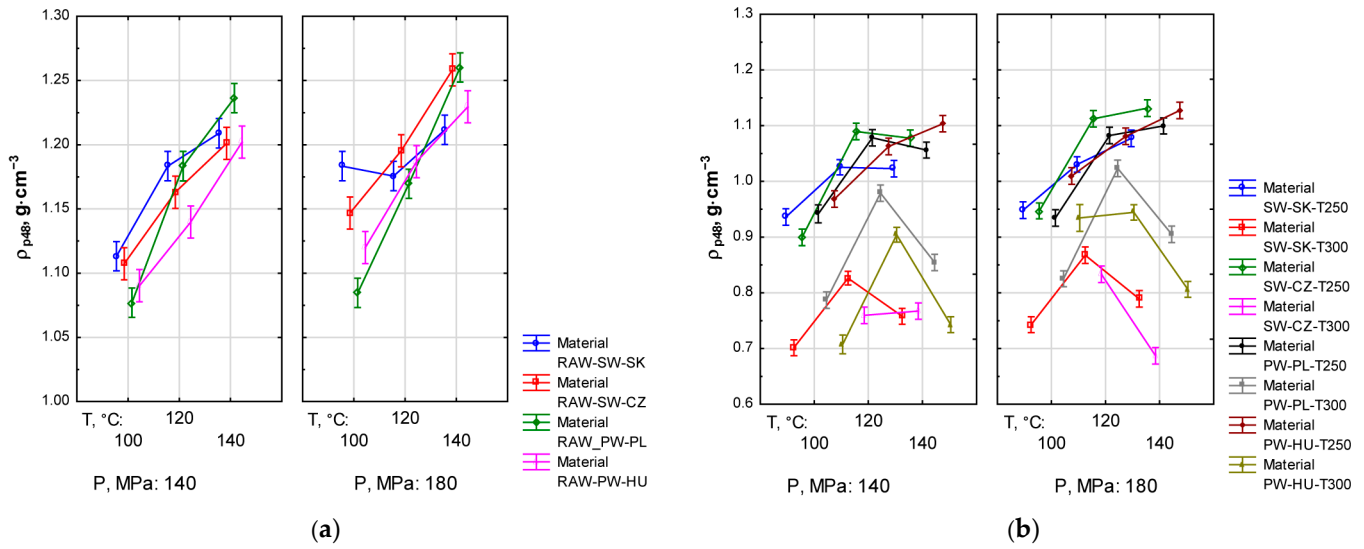 ρ p48, g·cm⁻³
1.30
1.25
1.20
1.15
1.10
1.05
1.00
T, °C:
120
120
100
140
100
140
P, MPa: 140
P, MPa: 180
Material
RAW-SW-SK
Material
RAW-SW-CZ
Material
RAW_PW-PL
Material
RAW-PW-HU
(a)
ρ p48, g·cm⁻³
1.3
1.2
1.1
1.0
0.9
0.8
0.7
0.6
T, °C:
120
120
100
140
100
140
P, MPa: 140
P, MPa: 180
Material
SW-SK-T250
Material
SW-SK-T300
Material
SW-CZ-T250
Material
SW-CZ-T300
Material
PW-PL-T250
Material
PW-PL-T300
Material
PW-HU-T250
Material
PW-HU-T300
(b)